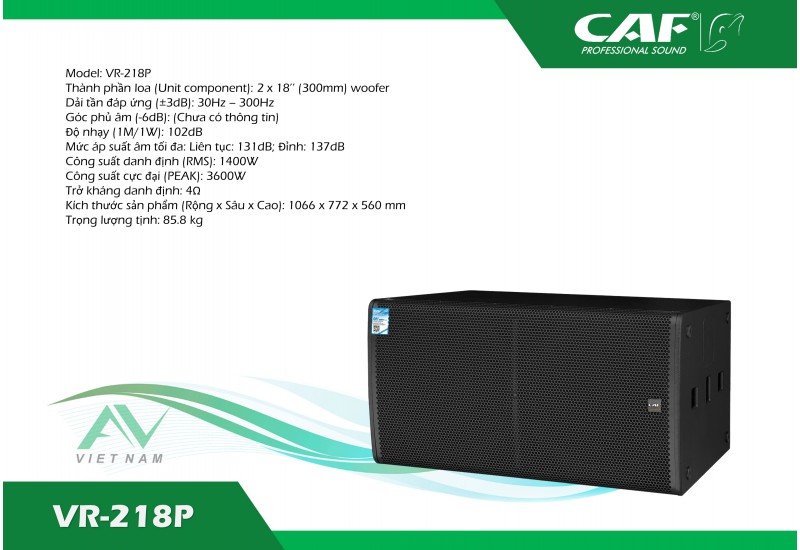 CAF®
PROFESSIONAL SOUND
Model: VR-218P
Thành phần loa (Unit component): 2 x 18’’ (300mm) woofer
Dải tần đáp ứng (±3dB): 30Hz – 300Hz
Góc phủ âm (-6dB): (Chưa có thông tin)
Độ nhạy (1M/1W): 102dB
Mức áp suất âm tối đa: Liên tục: 131dB; Đỉnh: 137dB
Công suất danh định (RMS): 1400W
Công suất cực đại (PEAK): 3600W
Trở kháng danh định: 4Ω
Kích thước sản phẩm (Rộng x Sâu x Cao): 1066 x 772 x 560 mm
Trọng lượng tịnh: 85.8 kg
CAF
AV
VIET NAM
VR-218P